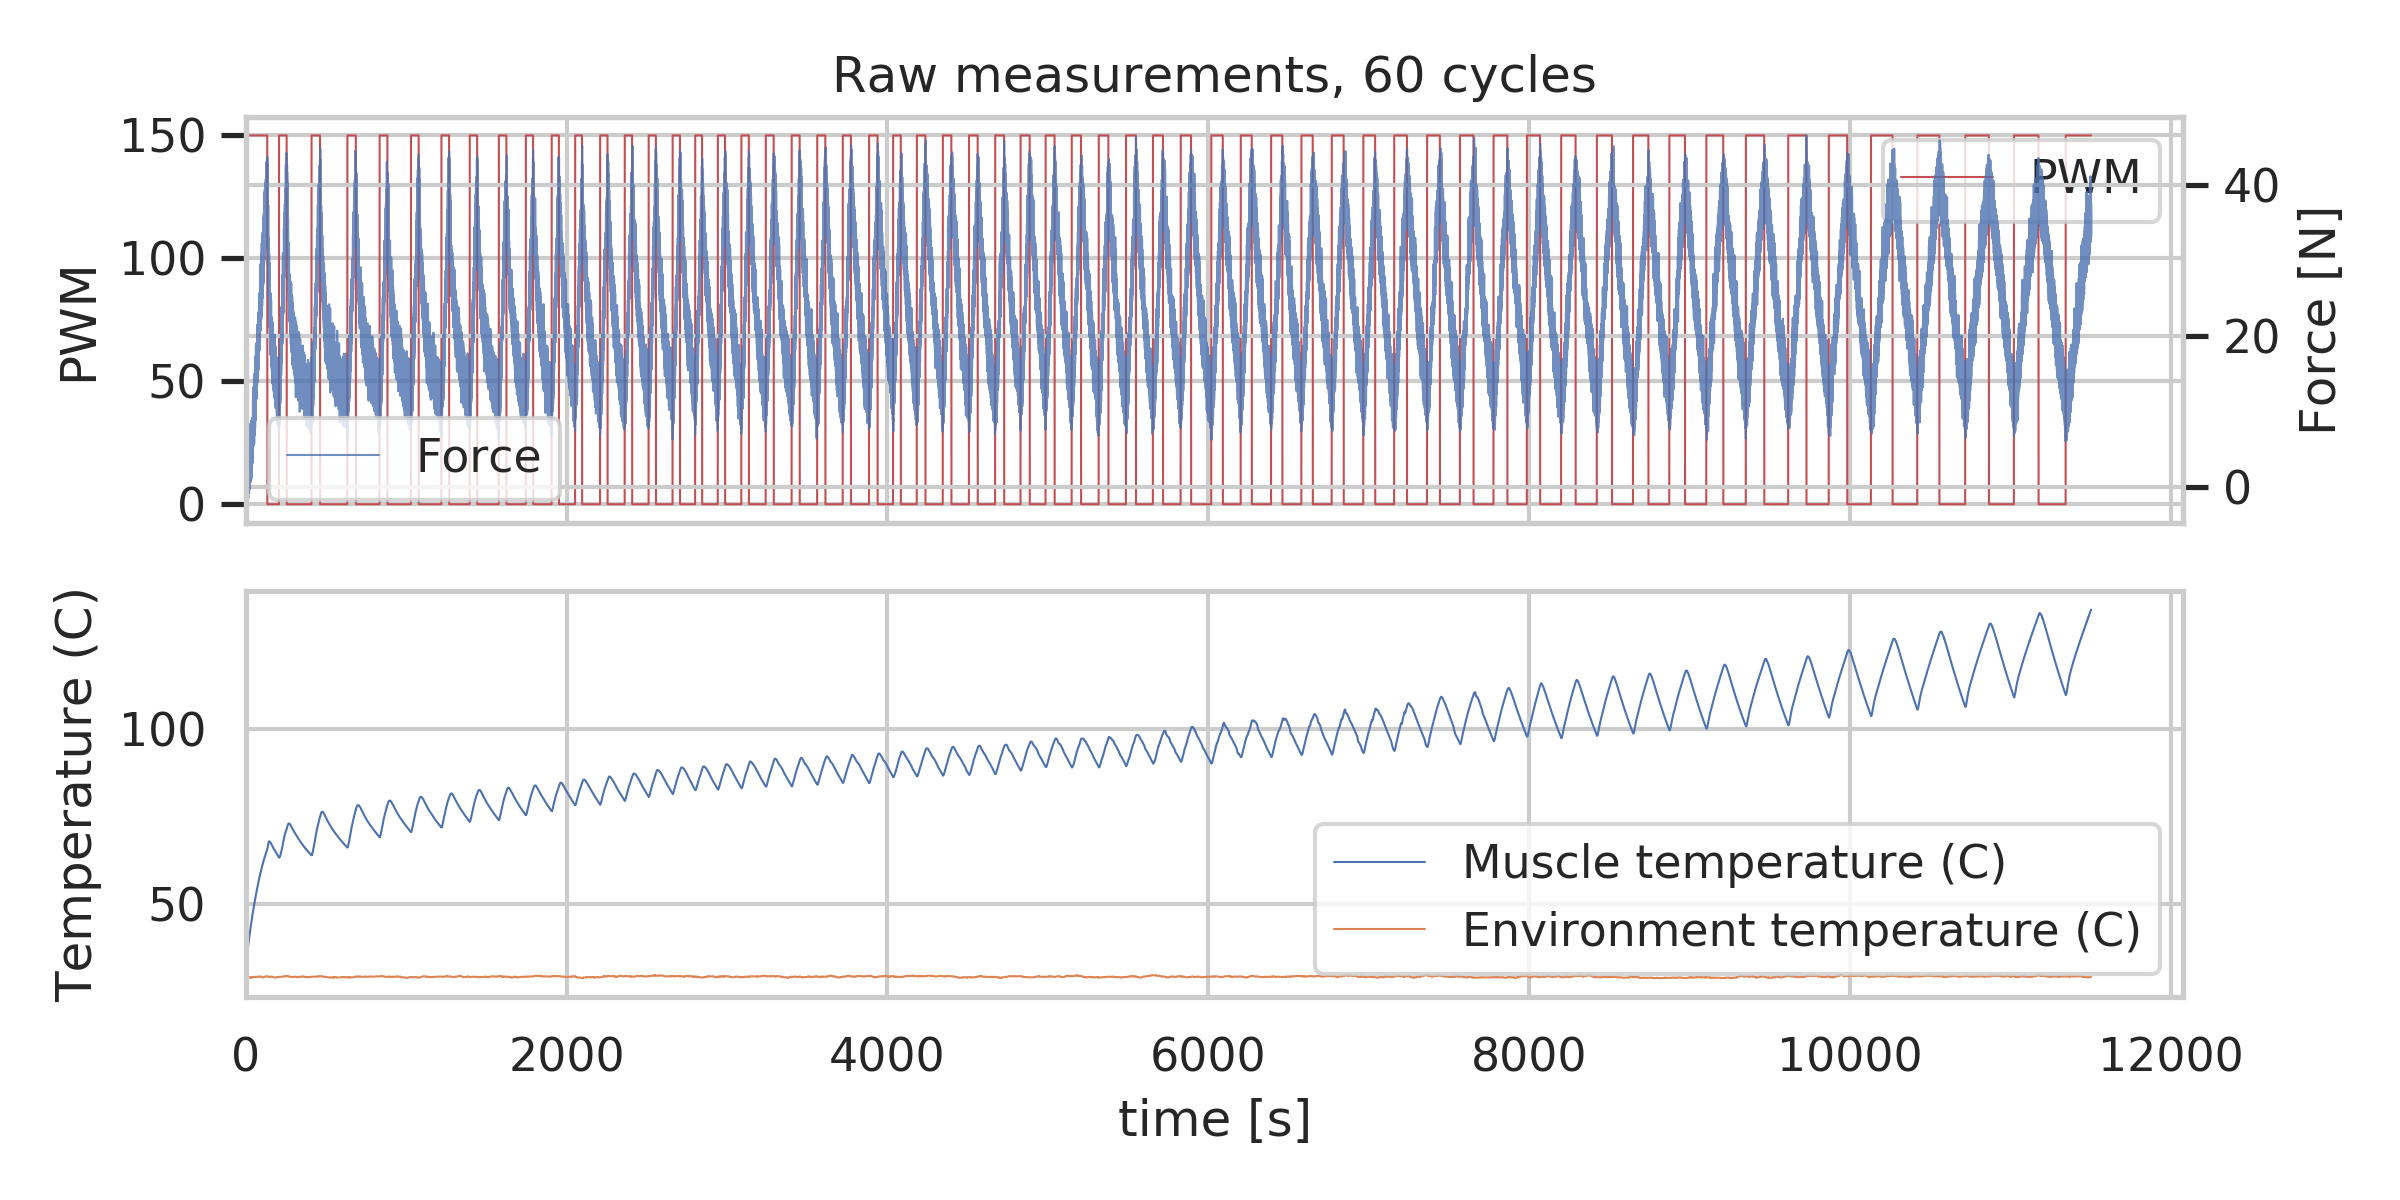 Raw measurements, 60 cycles
PWM
150
100
50
0
Force
PWM
40
20
0
Force [N]
Temperature (C)
100
50
Muscle temperature (C)
Environment temperature (C)
0 2000 4000 6000 8000 10000 12000
time [s]